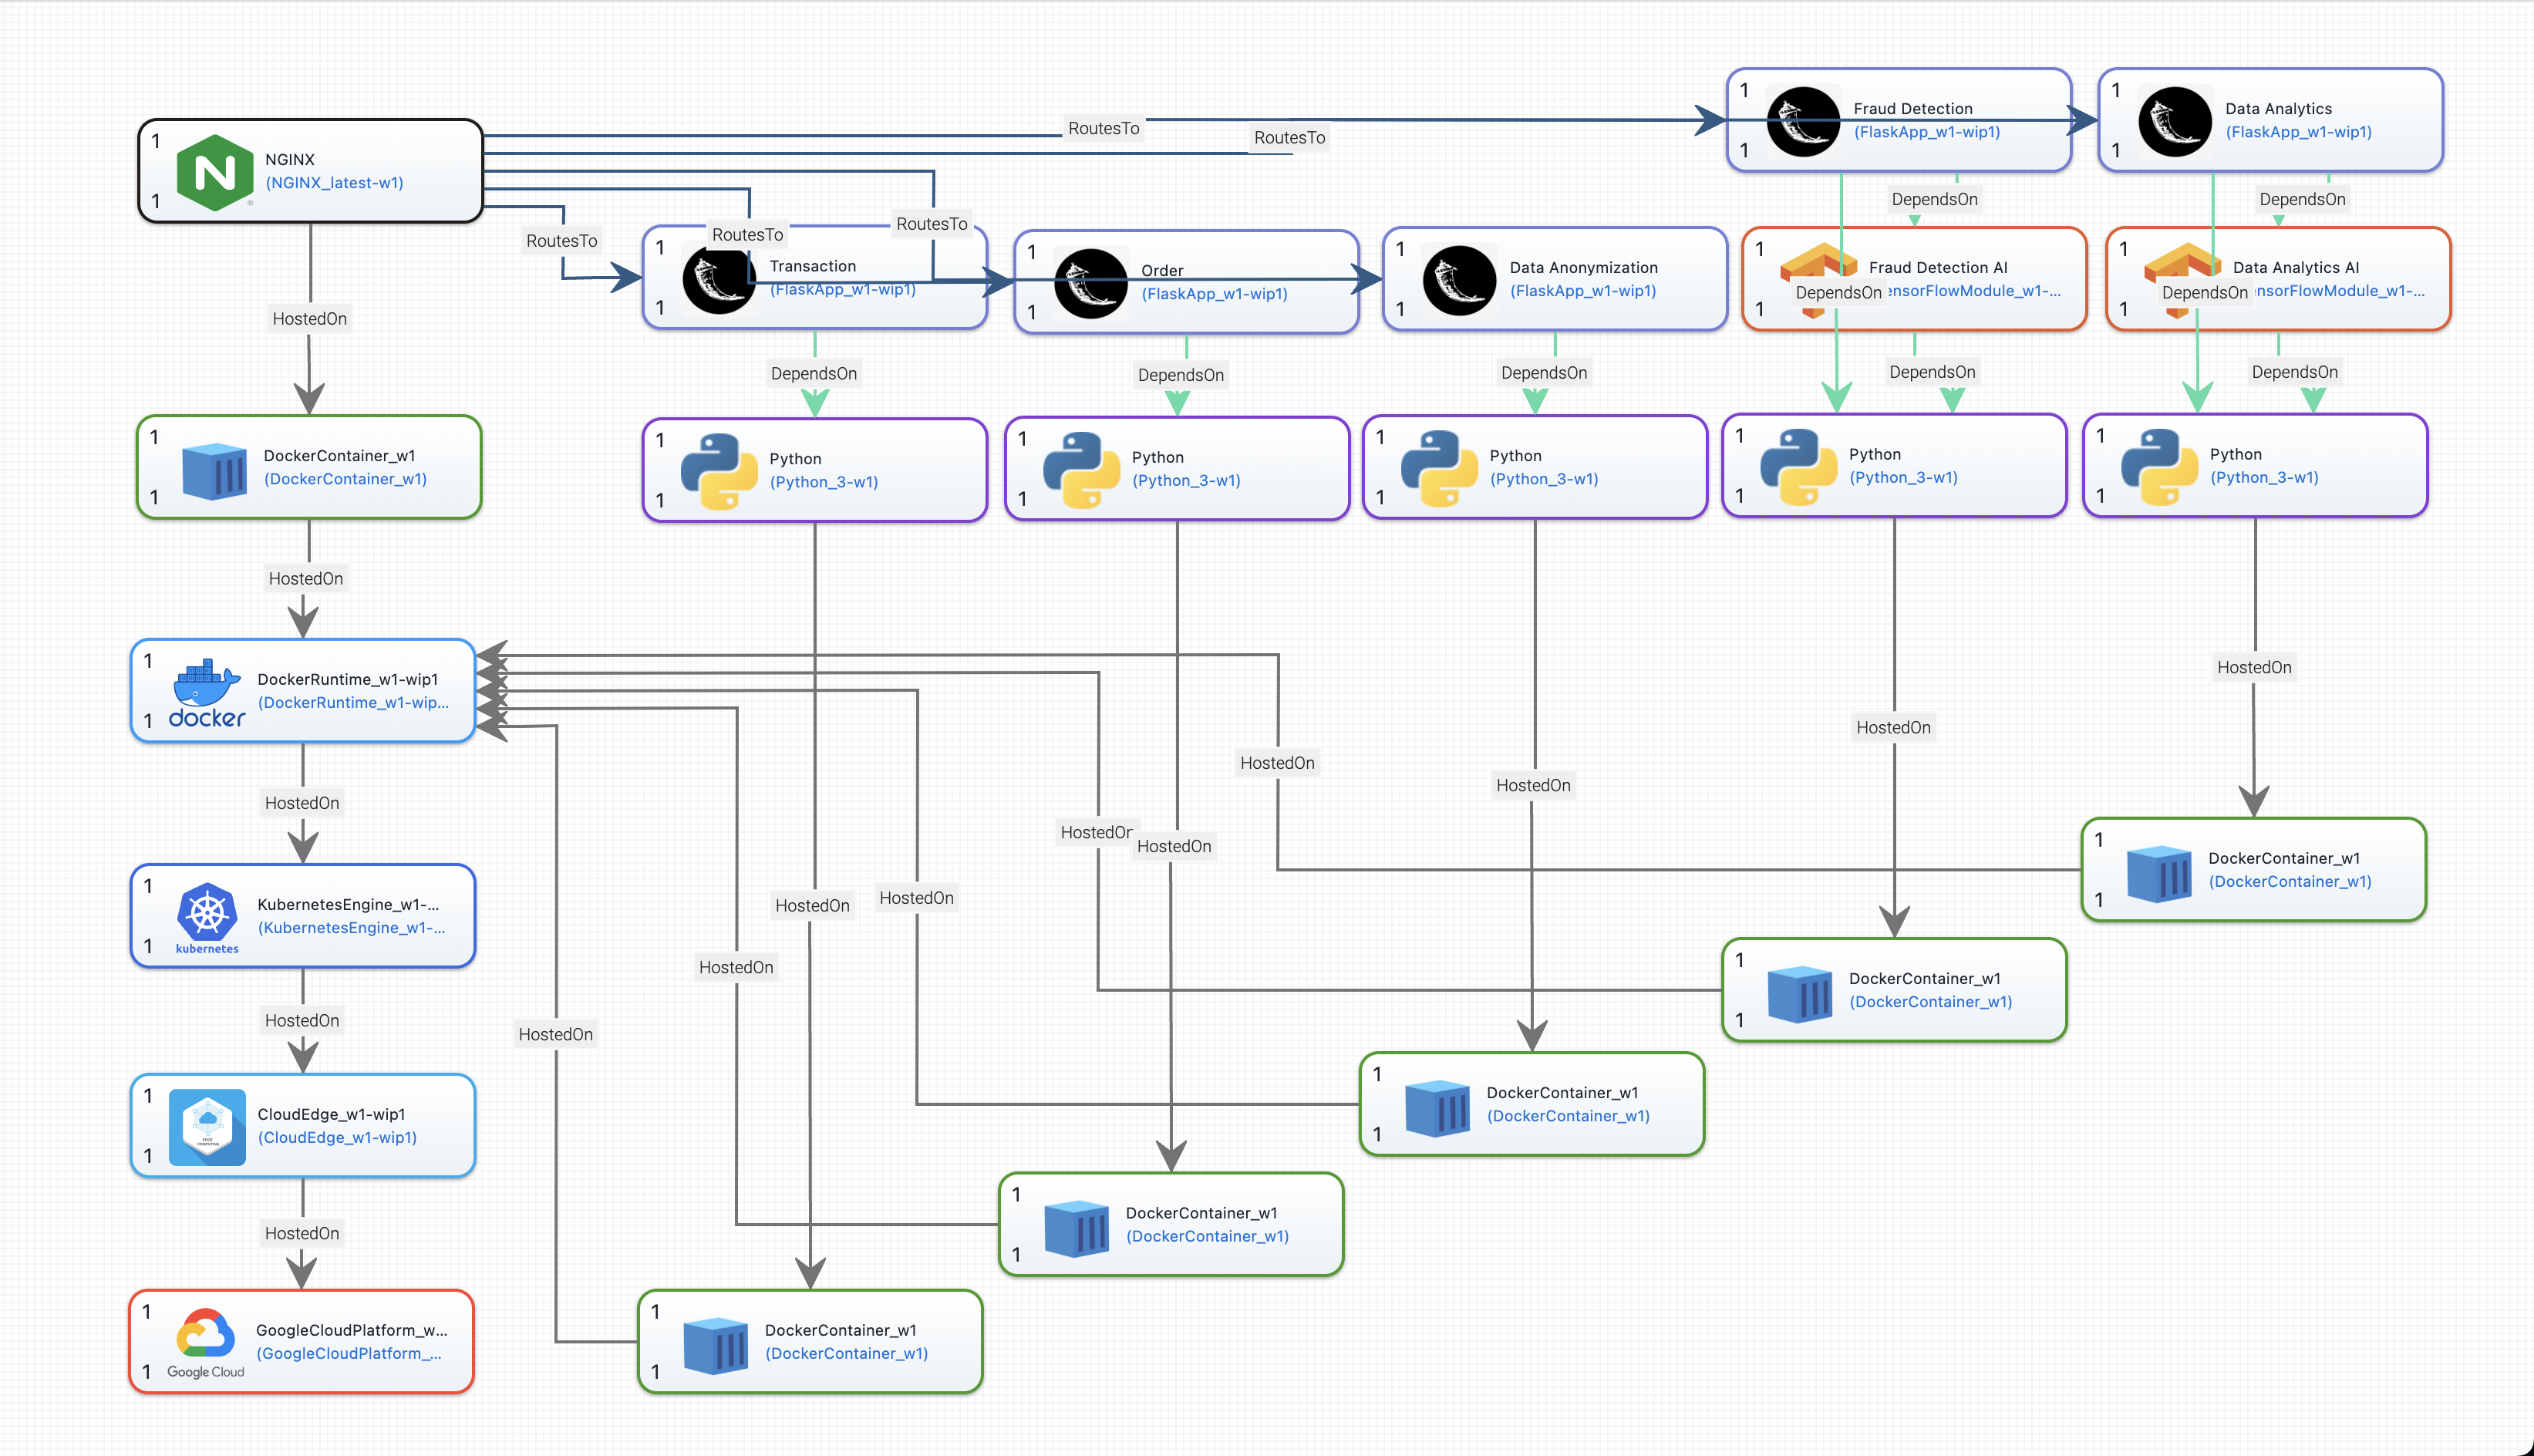 1
1
NGINX
(NGINX_latest-w1)
RoutesTo
RoutesTo
RoutesTo
RoutesTo
RoutesTo
1
1
Fraud Detection
(FlaskApp_w1-wip1)
1
1
Data Analytics
(FlaskApp_w1-wip1)
DependsOn
DependsOn
1
1
Transaction
(FlaskApp_w1-wip1)
1
1
Order
(FlaskApp_w1-wip1)
1
1
Data Anonymization
(FlaskApp_w1-wip1)
1
1
Fraud Detection AI
ensorFlowModule_w1-...
DependsOn
1
1
Data Analytics AI
nsorFlowModule_w1-...
DependsOn
HostedOn
DependsOn
DependsOn
DependsOn
DependsOn
DependsOn
1
1
DockerContainer_w1
(DockerContainer_w1)
1
1
Python
(Python_3-w1)
1
1
Python
(Python_3-w1)
1
1
Python
(Python_3-w1)
1
1
Python
(Python_3-w1)
1
1
Python
(Python_3-w1)
HostedOn
1
1
docker
DockerRuntime_w1-wip1
(DockerRuntime_w1-wip...
HostedOn
HostedOn
HostedOn
HostedOn
HostedOn
HostedOn
HostedOn
HostedOn
HostedOn
HostedOn
HostedOn
1
1
DockerContainer_w1
(DockerContainer_w1)
1
1
kubernetes
KubernetesEngine_w1-...
(KubernetesEngine_w1-...
1
1
DockerContainer_w1
(DockerContainer_w1)
HostedOn
1
1
CloudEdge_w1-wip1
(CloudEdge_w1-wip1)
1
1
DockerContainer_w1
(DockerContainer_w1)
1
1
DockerContainer_w1
(DockerContainer_w1)
HostedOn
1
1
Google Cloud
GoogleCloudPlatform_w...
(GoogleCloudPlatform_...
1
1
DockerContainer_w1
(DockerContainer_w1)